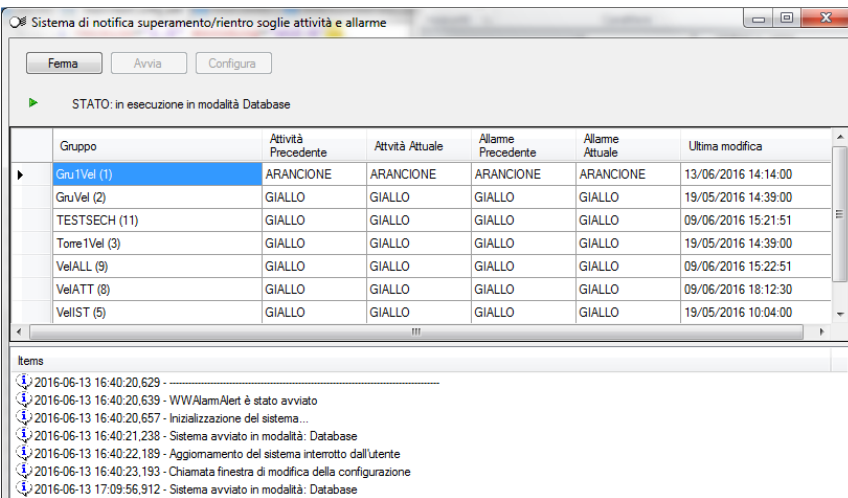 Sistema di notifica superamento/rientro soglie attività e allarme
Ferma Avvia Configura
STATO: in esecuzione in modalità Database
Gruppo Attività Precedente Attvità Attuale Allarme Precedente Allarme Attuale Ultima modifica
Gru1Vel (1) ARANCIONE ARANCIONE ARANCIONE ARANCIONE 13/06/2016 14:14:00
GruVel (2) GIALLO GIALLO GIALLO GIALLO 19/05/2016 14:39:00
TESTSECH (11) GIALLO GIALLO GIALLO GIALLO 09/06/2016 15:21:51
Torre1Vel (3) GIALLO GIALLO GIALLO GIALLO 19/05/2016 14:39:00
VelALL (9) GIALLO GIALLO GIALLO GIALLO 09/06/2016 15:22:51
VelATT (8) GIALLO GIALLO GIALLO GIALLO 09/06/2016 18:12:30
VelIST (5) GIALLO GIALLO GIALLO GIALLO 19/05/2016 10:04:00
Items
2016-06-13 16:40:20,629 - --------------------------------------------------------------------------------
2016-06-13 16:40:20,639 - WWAlarmAlert è stato avviato
2016-06-13 16:40:20,657 - Inizializzazione del sistema...
2016-06-13 16:40:21,238 - Sistema avviato in modalità: Database
2016-06-13 16:40:22,189 - Aggiornamento del sistema interrotto dall'utente
2016-06-13 16:40:23,193 - Chiamata finestra di modifica della configurazione
2016-06-13 17:09:56,912 - Sistema avviato in modalità: Database